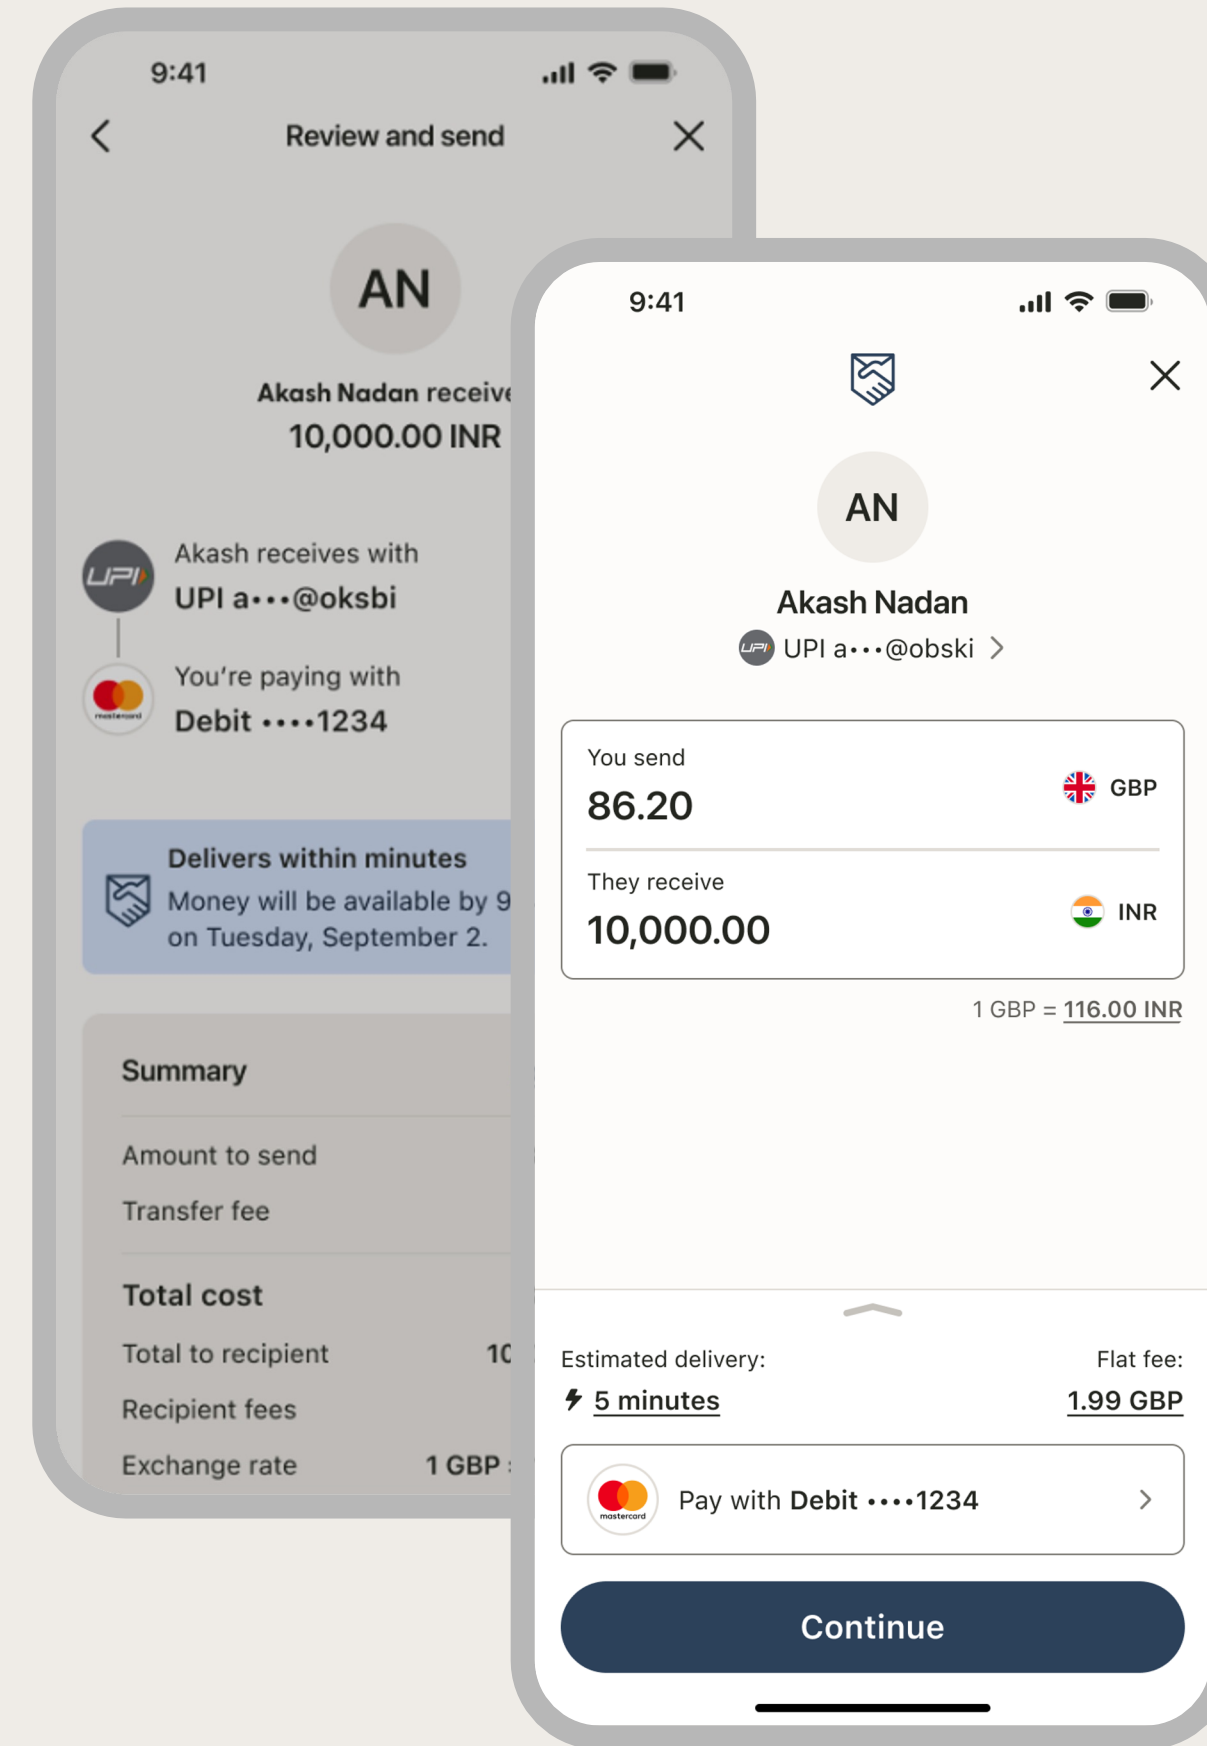 9:41
Review and send
AN
Akash Nadan receive
10,000.00 INR
UPI
Akash receives with
UPI a•••@oksbi
mastercard
You're paying with
Debit ••••1234
Delivers within minutes
Money will be available by 9
on Tuesday, September 2.
Summary
Amount to send
Transfer fee
Total cost
Total to recipient 10
Recipient fees
Exchange rate 1 GBP
9:41
AN
Akash Nadan
UPI UPI a•••@obski
You send
86.20 GBP
They receive
10,000.00 INR
1 GBP = 116.00 INR
Estimated delivery: Flat fee:
5 minutes 1.99 GBP
mastercard
Pay with Debit ••••1234
Continue